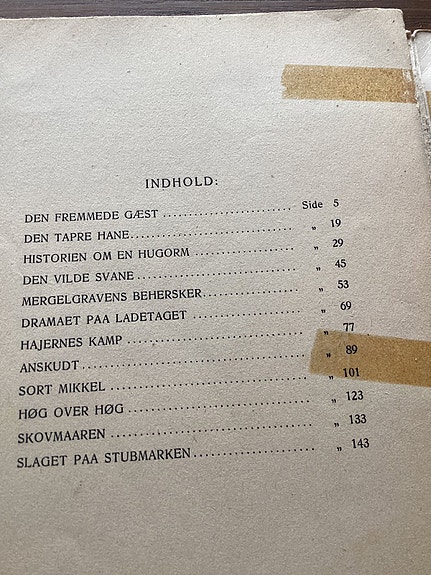 INDHOLD:
DEN FREMMEDE GÆST ........................... Side 5
DEN TAPRE HANE................................. „ 19
HISTORIEN OM EN HUGORM ................... „ 29
DEN VILDE SVANE ................................ „ 45
MERGELGRAVENS BEHERSKER................. „ 53
DRAMAET PAA LADETAGET .................... „ 69
HAJERNES KAMP ................................. „ 77
ANSKUDT .......................................... „ 89
SORT MIKKEL ..................................... „ 101
HØG OVER HØG .................................. „ 123
SKOVMAAREN ..................................... „ 133
SLAGET PAA STUBMARKEN..................... „ 143